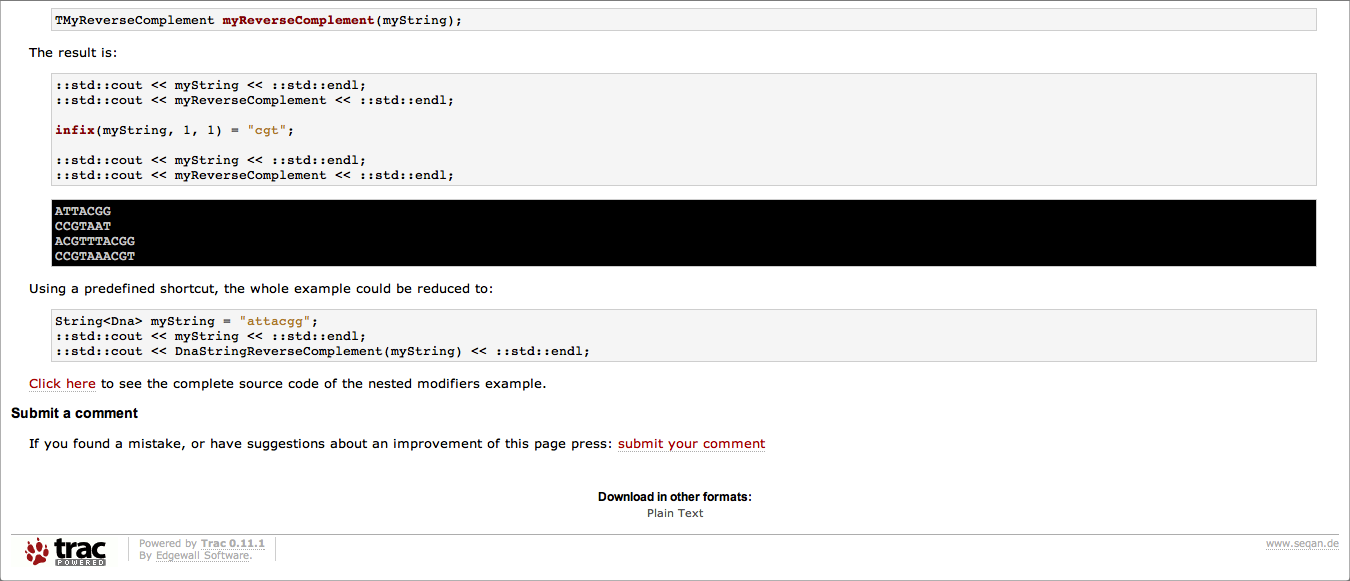 TMyReverseComplement myReverseComplement(myString);
The result is:
::std::cout << myString << ::std::endl;
::std::cout << myReverseComplement << ::std::endl;
infix(myString, 1, 1) = "cgt";
::std::cout << myString << ::std::endl;
::std::cout << myReverseComplement << ::std::endl;
ATTACGG
CCGTAAT
ACGTTTACGG
CCGTAAACGT
Using a predefined shortcut, the whole example could be reduced to:
String<Dna> myString = "attacgg";
::std::cout << myString << ::std::endl;
::std::cout << DnaStringReverseComplement(myString) << ::std::endl;
Click here to see the complete source code of the nested modifiers example.
Submit a comment
If you found a mistake, or have suggestions about an improvement of this page press: submit your comment
Download in other formats:
Plain Text
trac
POWERED
Powered by Trac 0.11.1
By Edgewall Software.
www.seqan.de